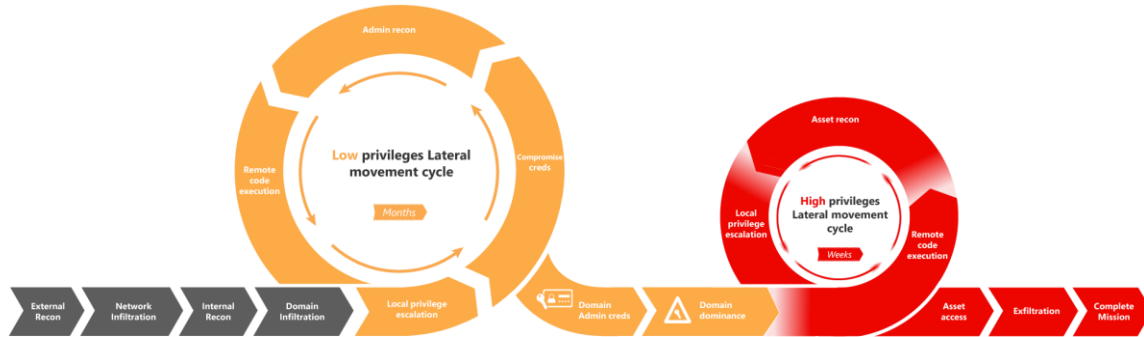 Admin recon
Low privileges Lateral
movement cycle
Months
Remote
code
execution
Compromise
creds
Asset recon
High privileges
Lateral movement
cycle
Weeks
Local
privilege
escalation
Remote
code
execution
External
Recon
Network
Infiltration
Internal
Recon
Domain
Infiltration
Local privilege
escalation
Domain
Admin creds
Domain
dominance
Asset
access
Exfiltration
Complete
Mission